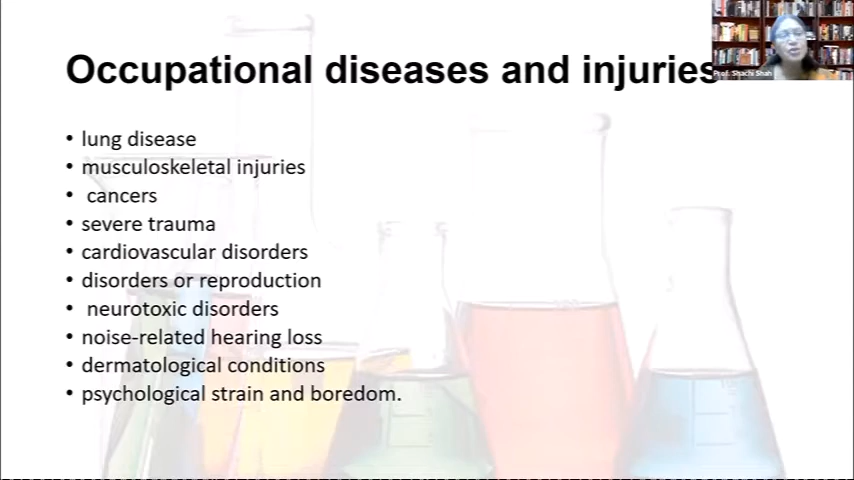 Occupational diseases and injuries
Prof. Shachi Shah
• lung disease
• musculoskeletal injuries
• cancers
• severe trauma
• cardiovascular disorders
• disorders or reproduction
• neurotoxic disorders
• noise-related hearing loss
• dermatological conditions
• psychological strain and boredom.